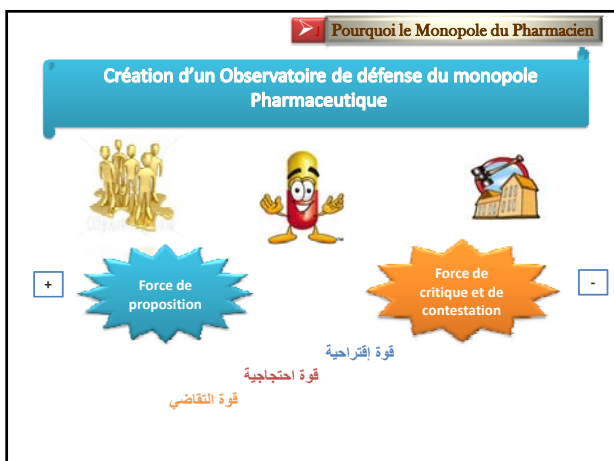 J
Pourquoi le Monopole du Pharmacien
Création d'un Observatoire de défense du monopole
Pharmaceutique
+
Force de
proposition
Force de
critique et de
contestation
-
قوة إقتراحية
قوة احتجاجية
قوة التقاضي